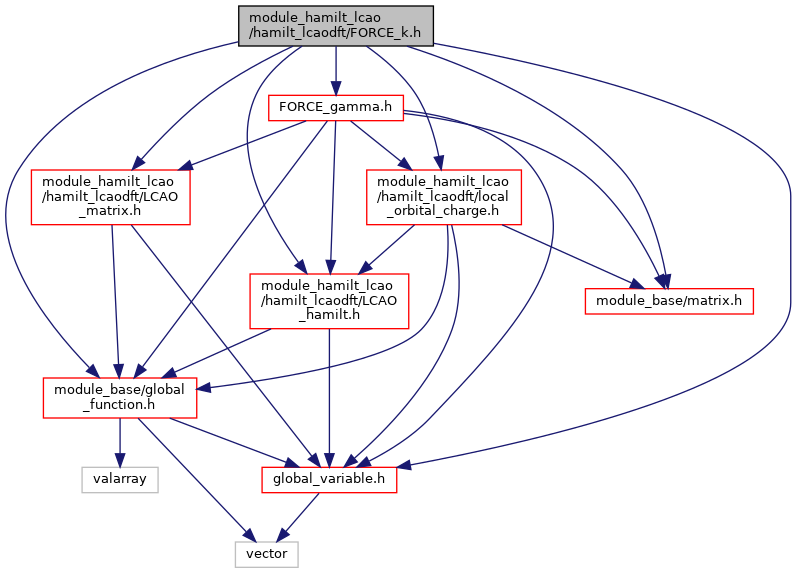 module_hamilt_lcao
/hamilt_lcaodft/FORCE_k.h
FORCE_gamma.h
module_hamilt_lcao
/hamilt_lcaodft/LCAO
_matrix.h
module_hamilt_lcao
/hamilt_lcaodft/local
_orbital_charge.h
module_hamilt_lcao
/hamilt_lcaodft/LCAO
_hamilt.h
module_base/matrix.h
module_base/global
_function.h
valarray
global_variable.h
vector